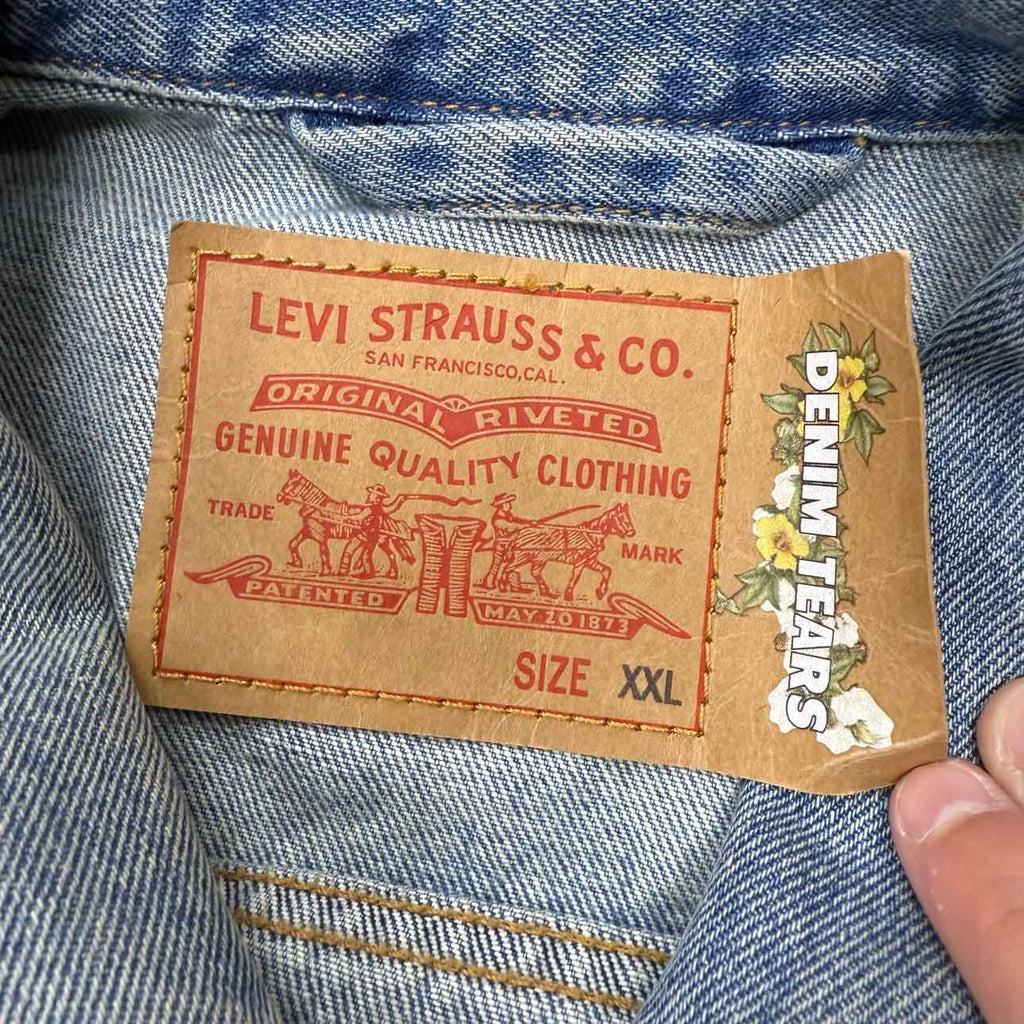 LEVI STRAUSS & CO.
SAN FRANCISCO, CAL.
ORIGINAL RIVETED
GENUINE QUALITY CLOTHING
TRADE MARK
PATENTED MAY 20 1873
SIZE XXL
DENIM TEARS